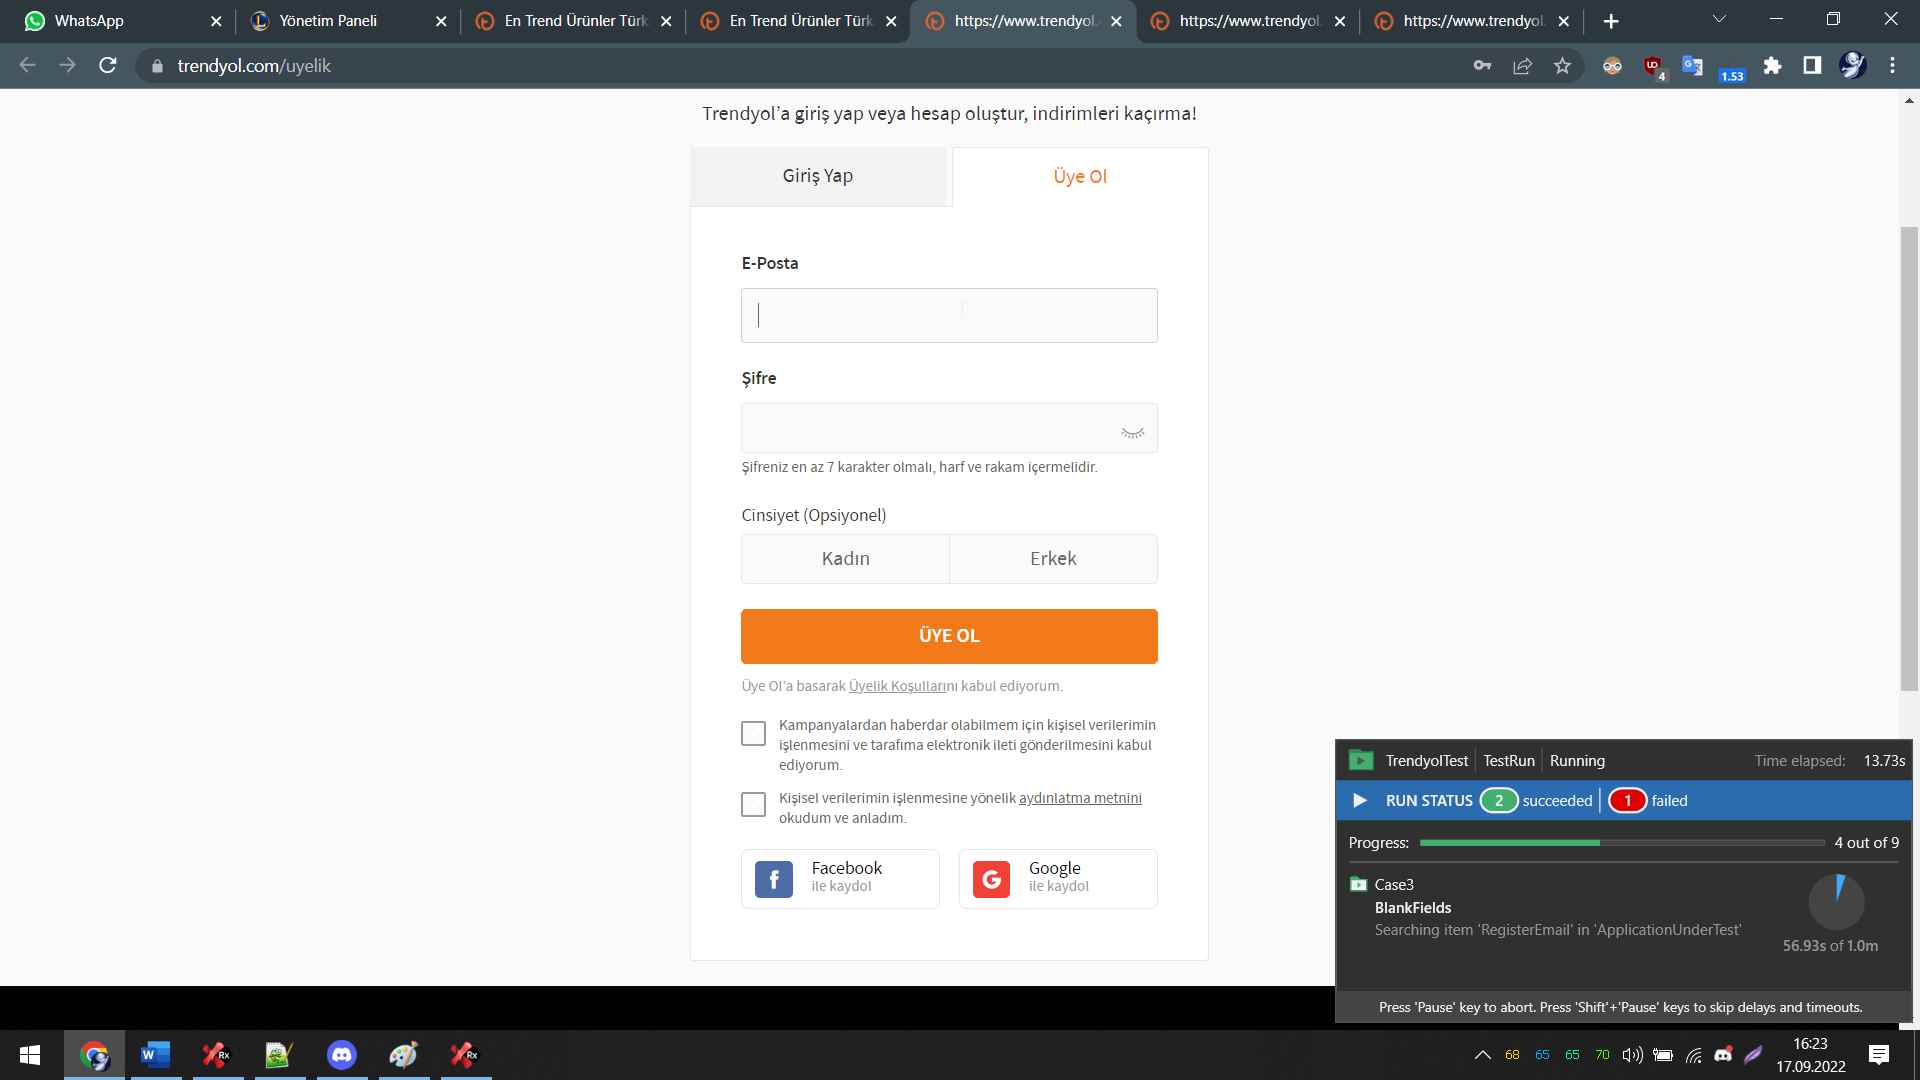 WhatsApp
Yönetim Paneli
En Trend Ürünler Türk
En Trend Ürünler Türk
https://www.trendyol.
https://www.trendyol.
https://www.trendyol.
trendyol.com/uyelik
4
1.53
Trendyol’a giriş yap veya hesap oluştur, indirimleri kaçırma!
Giriş Yap
Üye Ol
E-Posta
Şifre
Şifreniz en az 7 karakter olmalı, harf ve rakam içermelidir.
Cinsiyet (Opsiyonel)
Kadın
Erkek
ÜYE OL
Üye Ol’a basarak Üyelik Koşullarını kabul ediyorum.
Kampanyalardan haberdar olabilmem için kişisel verilerimin
işlenmesini ve tarafıma elektronik ileti gönderilmesini kabul
ediyorum.
Kişisel verilerimin işlenmesine yönelik aydınlatma metnini
okudum ve anladım.
Facebook
ile kaydol
Google
ile kaydol
TrendyolTest TestRun Running Time elapsed: 13.73s
RUN STATUS 2 succeeded 1 failed
Progress: 4 out of 9
Case3
BlankFields
Searching item 'RegisterEmail' in 'ApplicationUnderTest'
56.93s of 1.0m
Press 'Pause' key to abort. Press 'Shift'+'Pause' keys to skip delays and timeouts.
68 65 65 70
16:23
17.09.2022